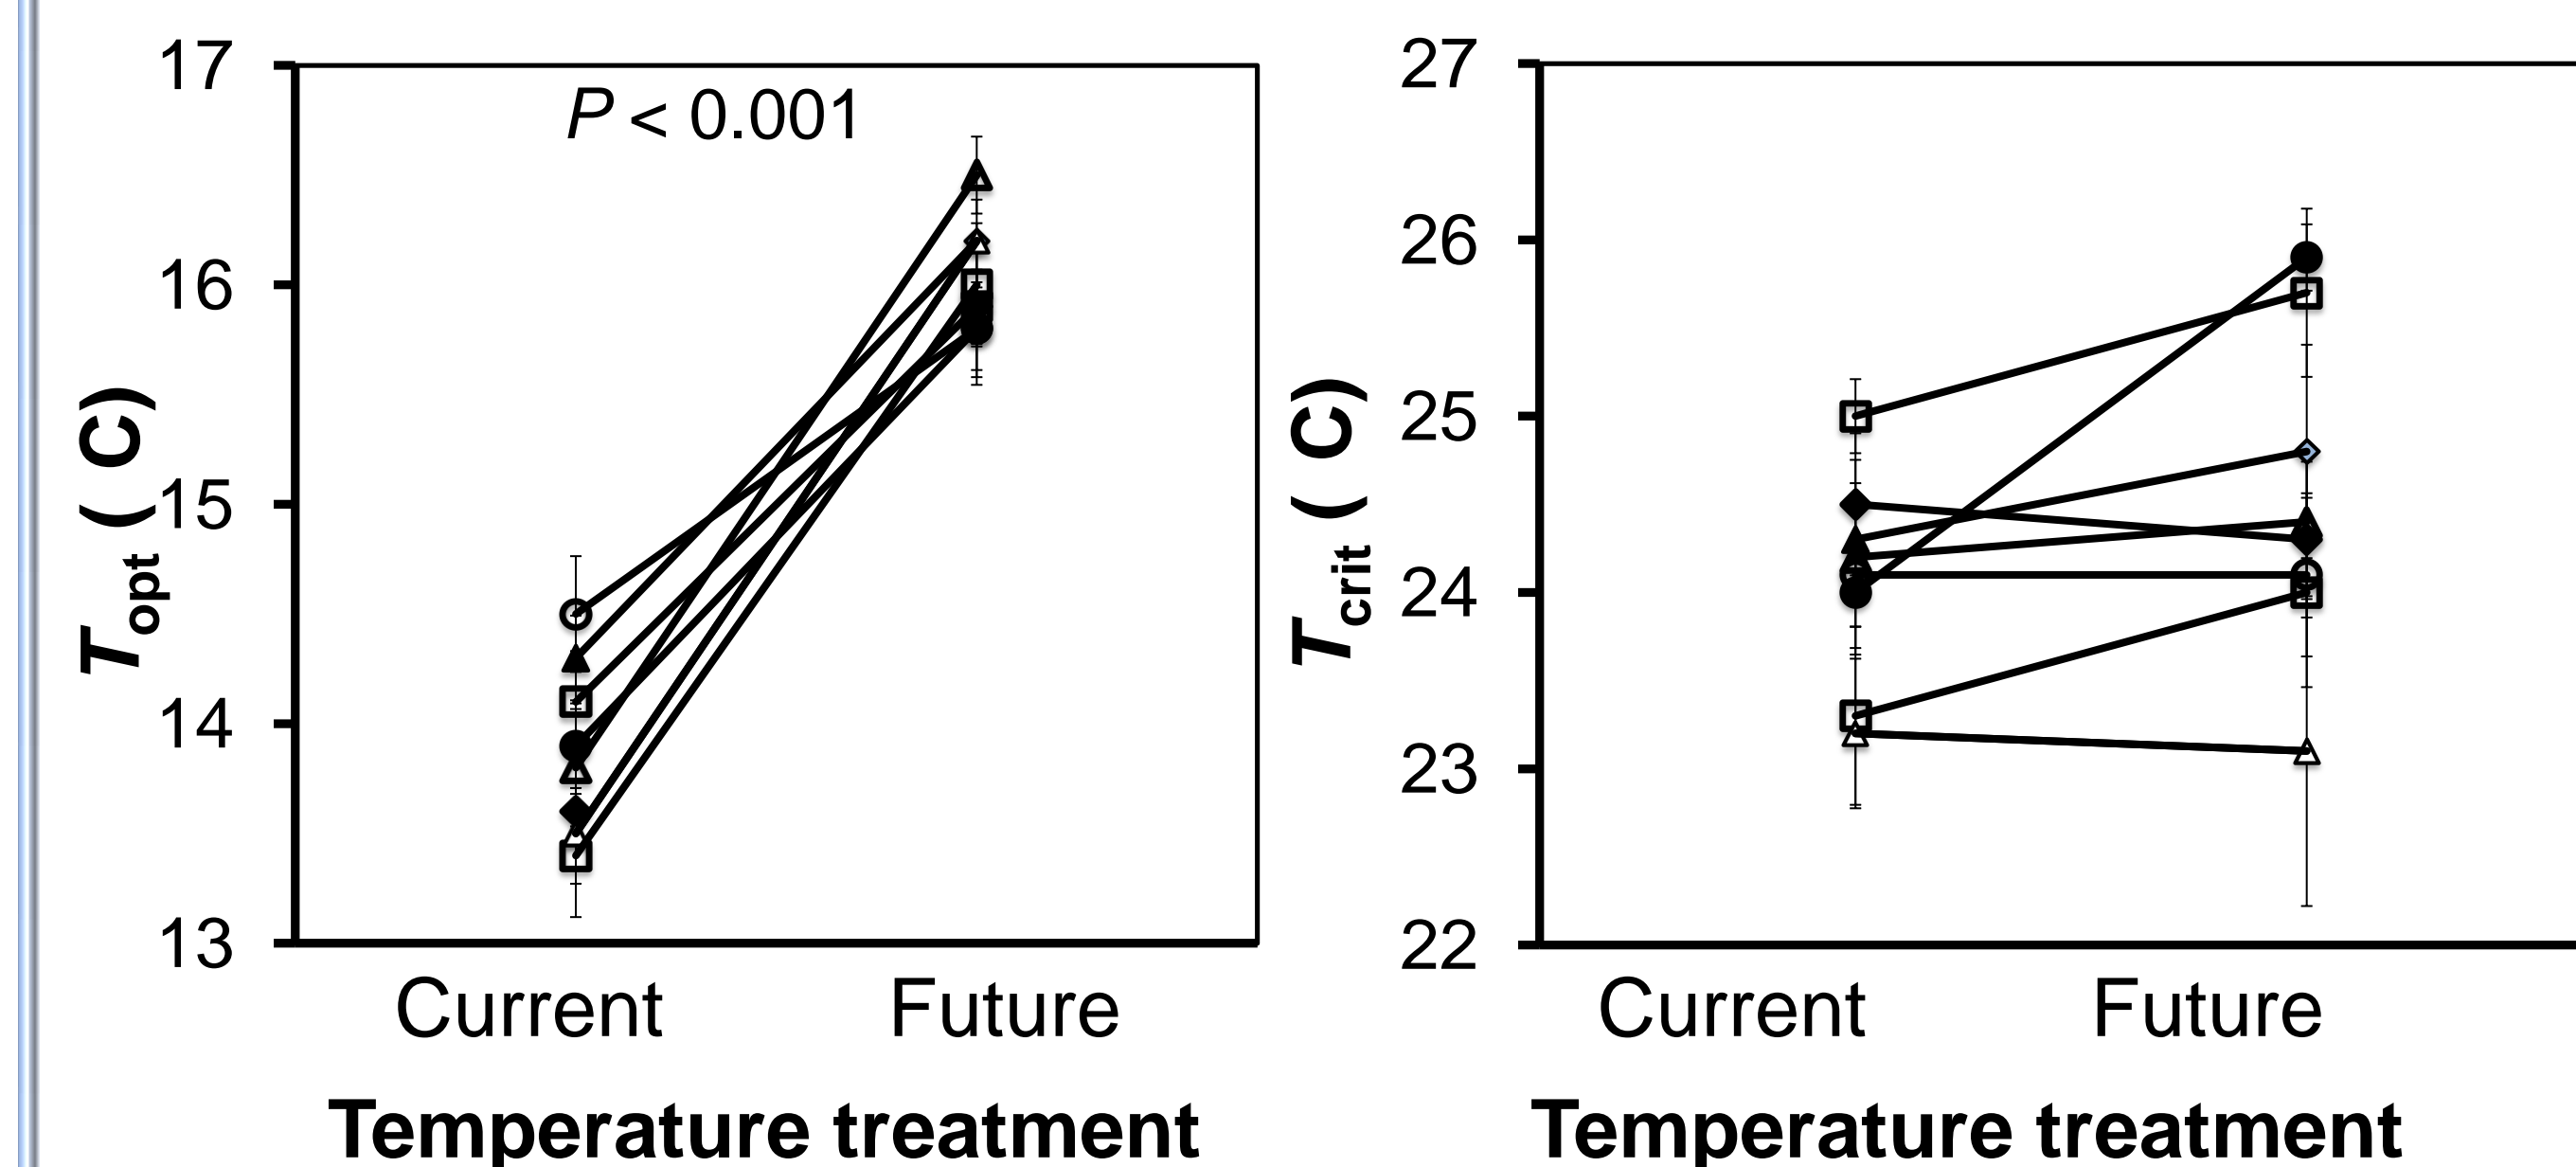 17
16
15
14
13
P < 0.001
Topt ( C)
Current Future
Temperature treatment
27
26
25
24
23
22
Tcrit ( C)
Current Future
Temperature treatment